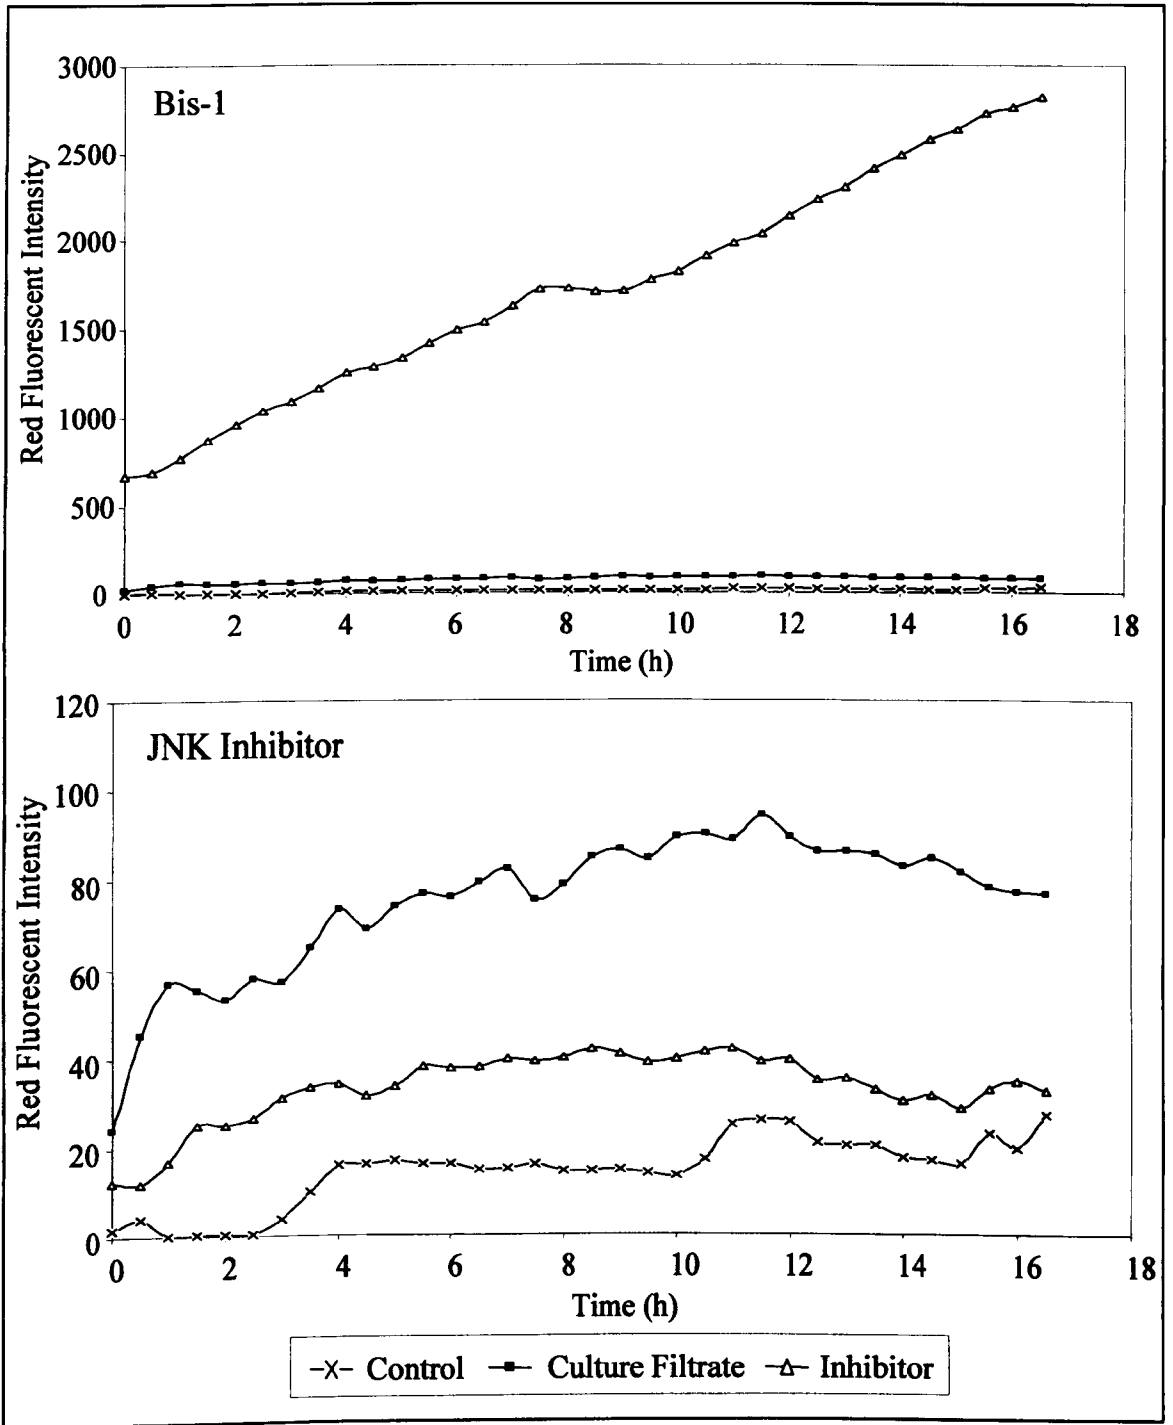 3000
Bis-1
2500
2000
1500
1000
500
0
Red Fluorescent Intensity
0 2 4 6 8 10 12 14 16 18
Time (h)
120
JNK Inhibitor
100
80
60
40
20
0
Red Fluorescent Intensity
0 2 4 6 8 10 12 14 16 18
Time (h)
Control Culture Filtrate Inhibitor